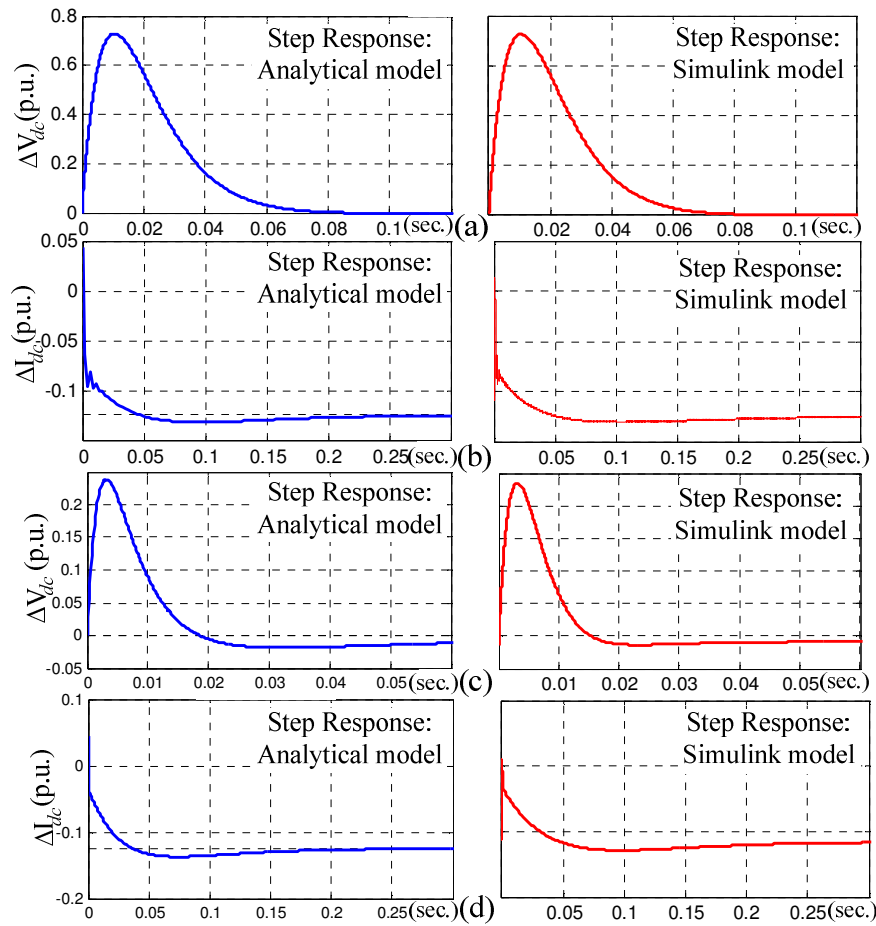 0.8
0.6
0.4
0.2
0
ΔVdc(p.u.)
Step Response:
Analytical model
Step Response:
Simulink model
0 0.02 0.04 0.06 0.08 0.1 (sec.) (a) 0.02 0.04 0.06 0.08 0.1 (sec.)
0.05
0
-0.05
-0.1
ΔIdc,(p.u.)
Step Response:
Analytical model
Step Response:
Simulink model
0 0.05 0.1 0.15 0.2 0.25 (sec.) (b) 0.05 0.1 0.15 0.2 0.25 (sec.)
0.2
0.15
0.1
0.05
0
-0.05
ΔVdc (p.u.)
Step Response:
Analytical model
Step Response:
Simulink model
0 0.01 0.02 0.03 0.04 0.05 (sec.) (c) 0.01 0.02 0.03 0.04 0.05 (sec.)
0.1
0
-0.1
-0.2
ΔIdc(p.u.)
Step Response:
Analytical model
Step Response:
Simulink model
0 0.05 0.1 0.15 0.2 0.25 (sec.) (d) 0.05 0.1 0.15 0.2 0.25 (sec.)